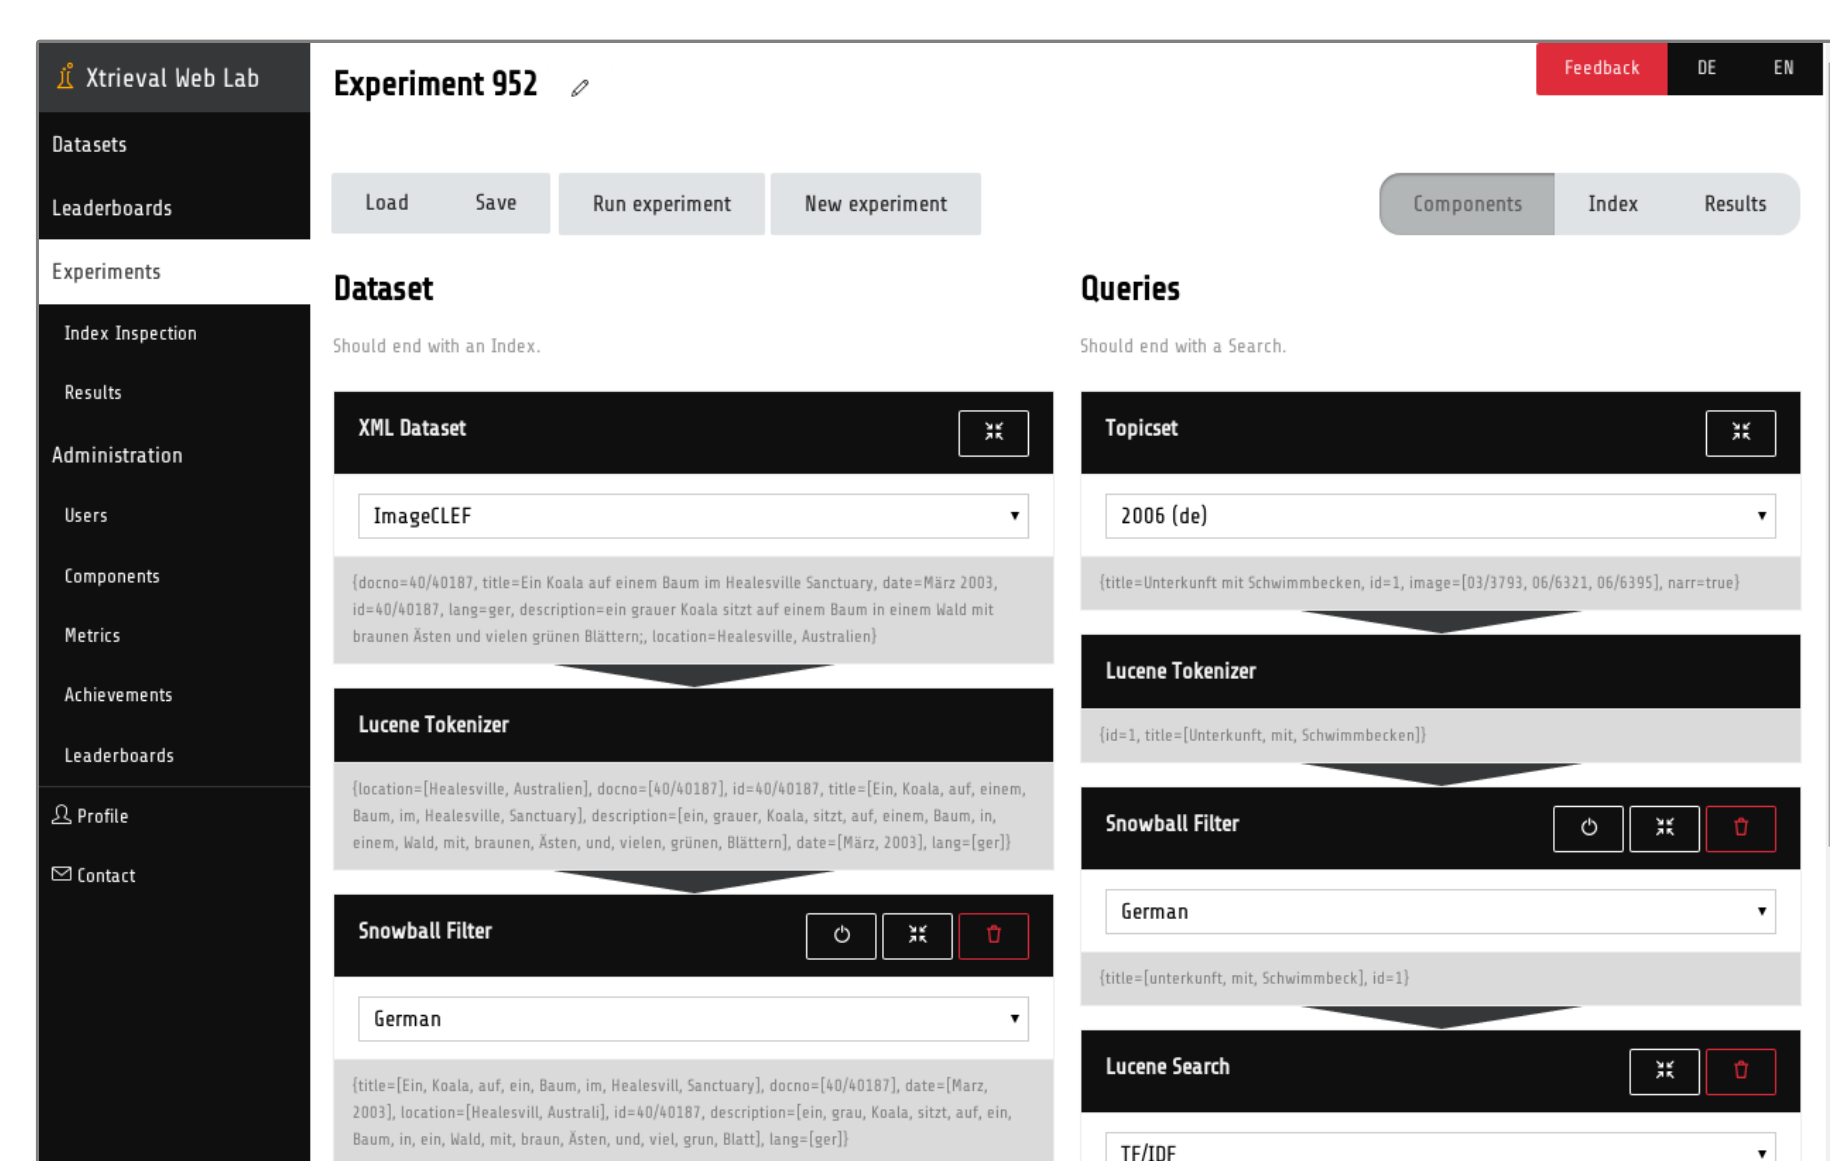 Xtrieval Web Lab
Datasets
Leaderboards
Experiments
Index Inspection
Results
Administration
Users
Components
Metrics
Achievements
Leaderboards
Profile
Contact
Experiment 952
Feedback DE EN
Load Save Run experiment New experiment
Components Index Results
Dataset
Should end with an Index.
XML Dataset
ImageCLEF
{docno=40/40187, title=Ein Koala auf einem Baum im Healesville Sanctuary, date=März 2003,
id=40/40187, lang=ger, description=ein grauer Koala sitzt auf einem Baum in einem Wald mit
braunen Ästen und vielen grünen Blättern;, location=Healesville, Australien}
Lucene Tokenizer
{location=[Healesville, Australien], docno=[40/40187], id=40/40187, title=[Ein, Koala, auf, einem,
Baum, im, Healesville, Sanctuary], description=[ein, grauer, Koala, sitzt, auf, einem, Baum, in,
einem, Wald, mit, braunen, Ästen, und, vielen, grünen, Blättern], date=[März, 2003], lang=[ger]}
Snowball Filter
German
{title=[Ein, Koala, auf, ein, Baum, im, Healesvill, Sanctuary], docno=[40/40187], date=[Marz,
2003], location=[Healesvill, Australi], id=40/40187, description=[ein, grau, Koala, sitzt, auf, ein,
Baum, in, ein, Wald, mit, braun, Ästen, und, viel, grun, Blatt], lang=[ger]}
Queries
Should end with a Search.
Topicset
2006 (de)
{title=Unterkunft mit Schwimmbecken, id=1, image=[03/3793, 06/6321, 06/6395], narr=true}
Lucene Tokenizer
{id=1, title=[Unterkunft, mit, Schwimmbecken]}
Snowball Filter
German
{title=[unterkunft, mit, Schwimmbeck], id=1}
Lucene Search
TF/IDF